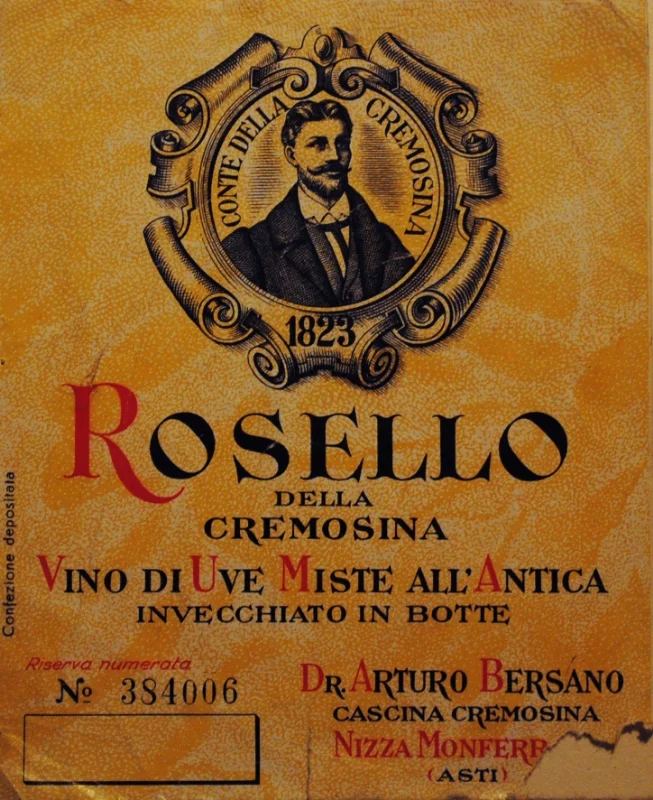 CONTE DELLA CREMOSINA
1823
ROSELLO
DELLA
CREMOSINA
VINO DI UVE MISTE ALL'ANTICA
INVECCHIATO IN BOTTE
Confezione depositata
Riserva numerata
№ 384006
DR. ARTURO BERSANO
CASCINA CREMOSINA
NIZZA MONFERR
(ASTI)